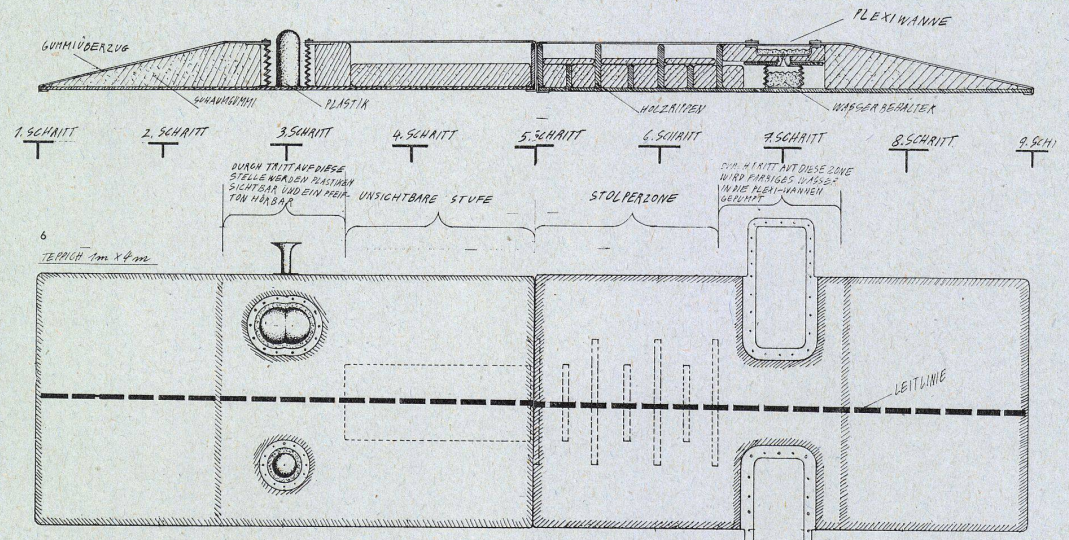 PLEXIWANNE
GUMMIÜBERZUG
SCHAUMGUMMI
PLASTIK
HOLZRIPPEN
WASSERBEHÄLTER
1. SCHRITT
2. SCHRITT
3. SCHRITT
4. SCHRITT
5. SCHRITT
6. SCHRITT
7. SCHRITT
8. SCHRITT
9. SCHI
DURCH TRITT AUF DIESE
STELLE WERDEN PLASTIKEN
SICHTBAR UND EIN PFEIF-
TON HÖRBAR
UNSICHTBARE STUFE
STOLPERZONE
TRITT AUF DIESE ZONE
WIRD FARBIGES WASSER
IN DIE PLEXI-WANNEN
GEPUMPT
6
TEPPICH 1m X 4m
LEITLINIE